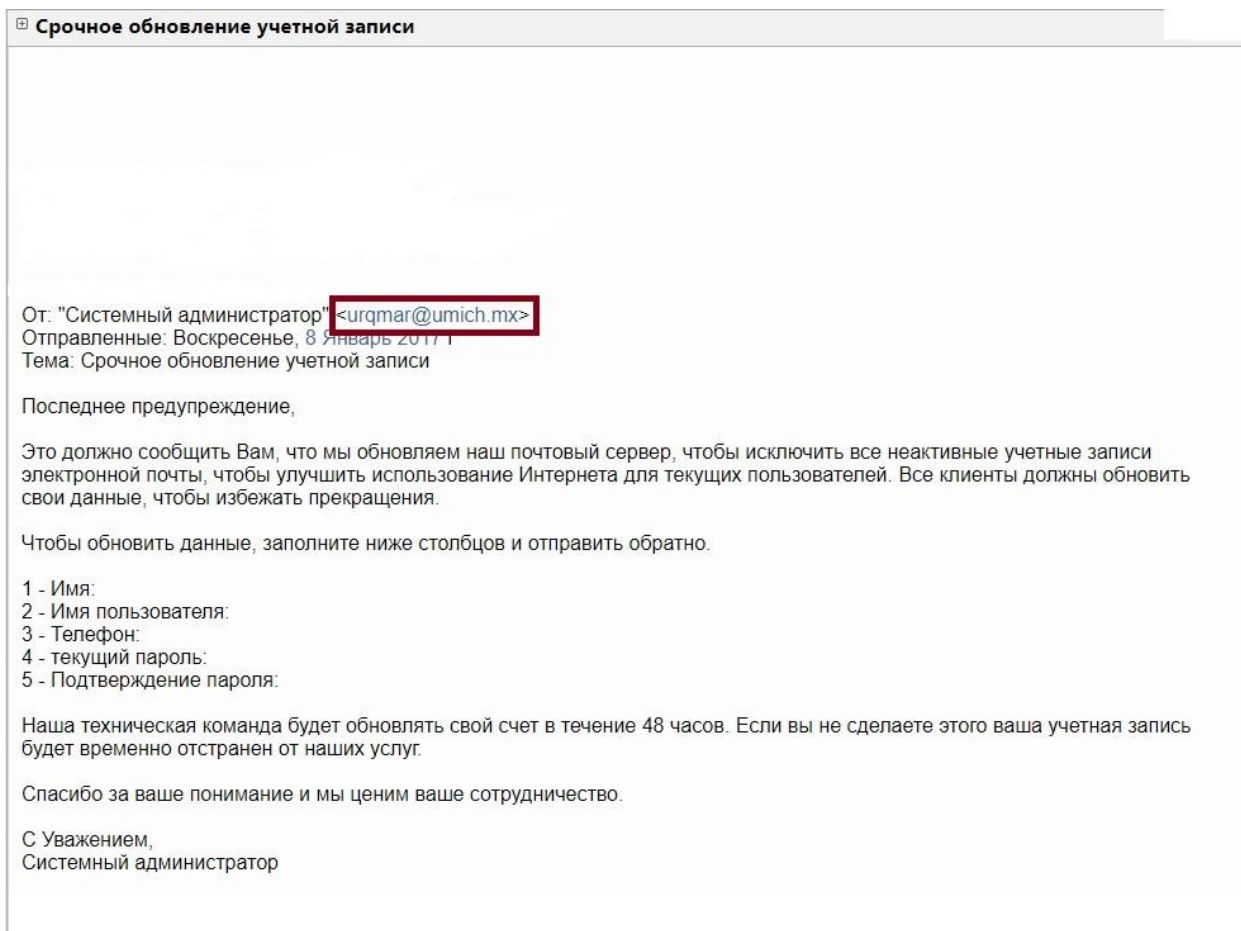 Срочное обновление учетной записи
От: "Системный администратор" <urqmar@umich.mx>
Отправленные: Воскресенье, 8 Январь 2017 г
Тема: Срочное обновление учетной записи
Последнее предупреждение,
Это должно сообщить Вам, что мы обновляем наш почтовый сервер, чтобы исключить все неактивные учетные записи
электронной почты, чтобы улучшить использование Интернета для текущих пользователей. Все клиенты должны обновить
свои данные, чтобы избежать прекращения.
Чтобы обновить данные, заполните ниже столбцов и отправить обратно.
1 - Имя:
2 - Имя пользователя:
3 - Телефон:
4 - текущий пароль:
5 - Подтверждение пароля:
Наша техническая команда будет обновлять свой счет в течение 48 часов. Если вы не сделаете этого ваша учетная запись
будет временно отстранен от наших услуг.
Спасибо за ваше понимание и мы ценим ваше сотрудничество.
С Уважением,
Системный администратор